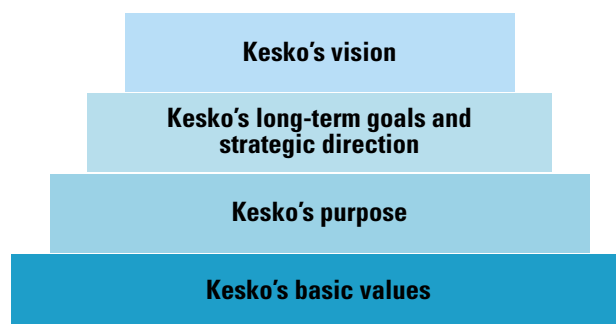 Kesko’s vision
Kesko’s long-term goals and
strategic direction
Kesko’s purpose
Kesko’s basic values